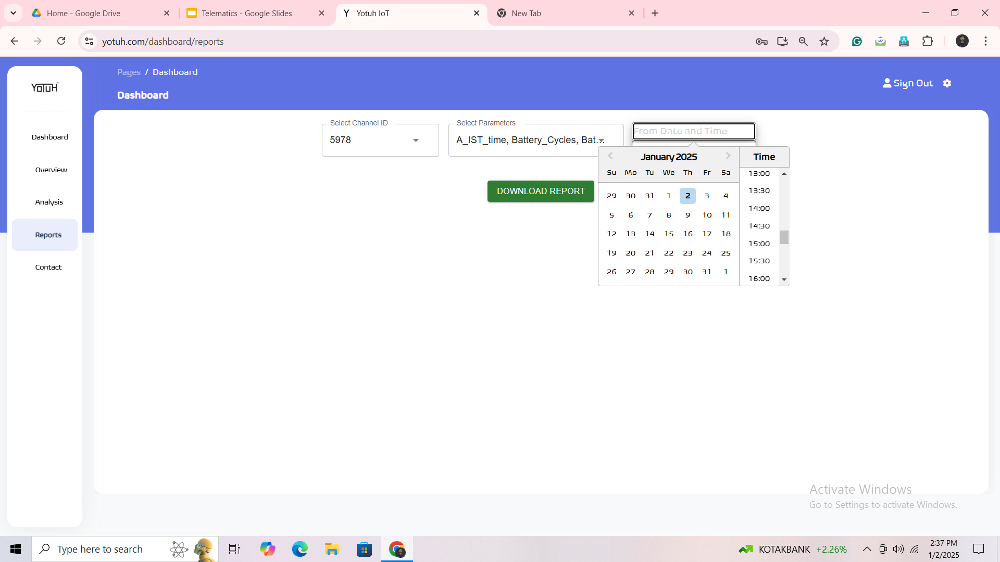 Home - Google Drive
Telematics - Google Slides
Yotuh IoT
New Tab
yotuh.com/dashboard/reports
Pages / Dashboard
Dashboard
Sign Out
YOTUH
Dashboard
Overview
Analysis
Reports
Contact
Select Channel ID
5978
Select Parameters
A_IST_time, Battery_Cycles, Bat...
From Date and Time
DOWNLOAD REPORT
January 2025
Su Mo Tu We Th Fr Sa
29 30 31 1 2 3 4
5 6 7 8 9 10 11
12 13 14 15 16 17 18
19 20 21 22 23 24 25
26 27 28 29 30 31 1
Time
13:00
13:30
14:00
14:30
15:00
15:30
16:00
Activate Windows
Go to Settings to activate Windows.
Type here to search
KOTAKBANK +2.26%
2:37 PM
1/2/2025